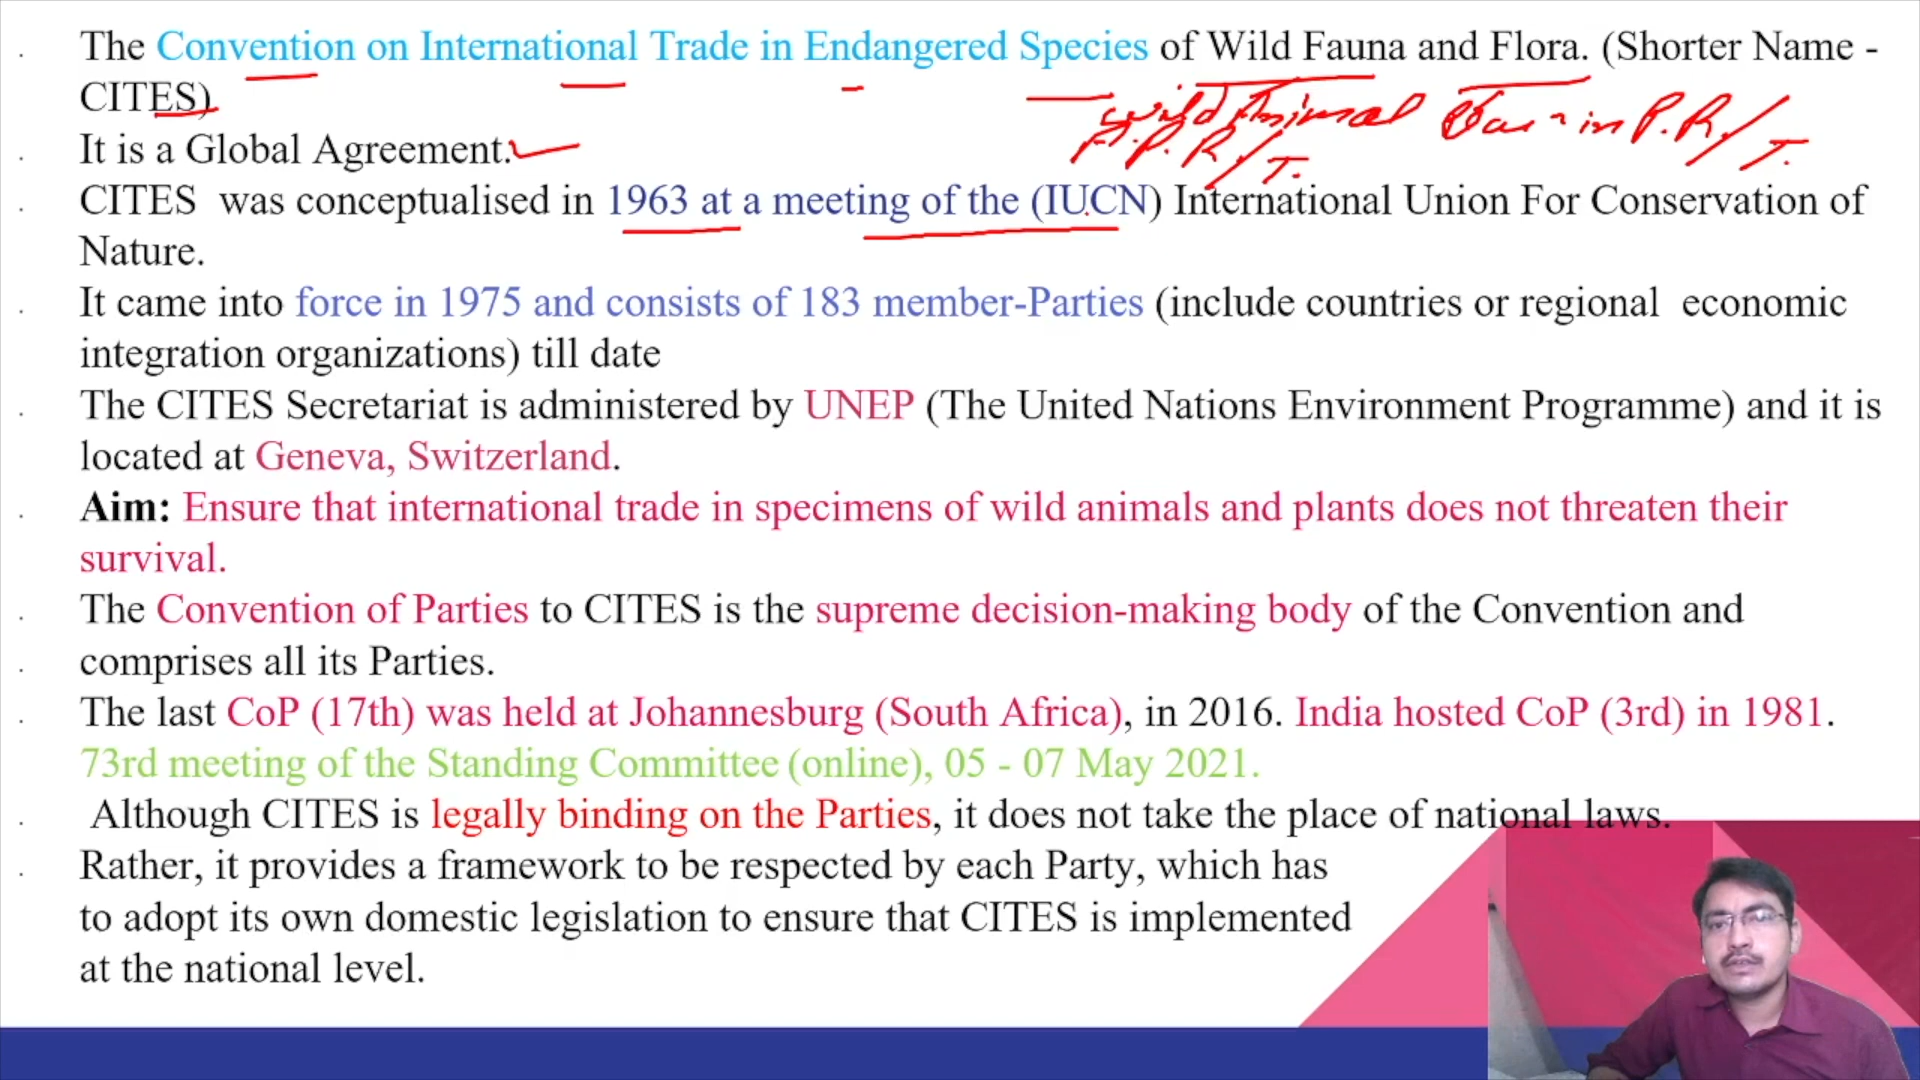 The Convention on International Trade in Endangered Species of Wild Fauna and Flora. (Shorter Name -
CITES)
Wild Animal in P.R/T.
P.R/T.
It is a Global Agreement.
CITES was conceptualised in 1963 at a meeting of the (IUCN) International Union For Conservation of
Nature.
It came into force in 1975 and consists of 183 member-Parties (include countries or regional economic
integration organizations) till date
The CITES Secretariat is administered by UNEP (The United Nations Environment Programme) and it is
located at Geneva, Switzerland.
Aim: Ensure that international trade in specimens of wild animals and plants does not threaten their
survival.
The Convention of Parties to CITES is the supreme decision-making body of the Convention and
comprises all its Parties.
The last CoP (17th) was held at Johannesburg (South Africa), in 2016. India hosted CoP (3rd) in 1981.
73rd meeting of the Standing Committee (online), 05 - 07 May 2021.
Although CITES is legally binding on the Parties, it does not take the place of national laws.
Rather, it provides a framework to be respected by each Party, which has
to adopt its own domestic legislation to ensure that CITES is implemented
at the national level.